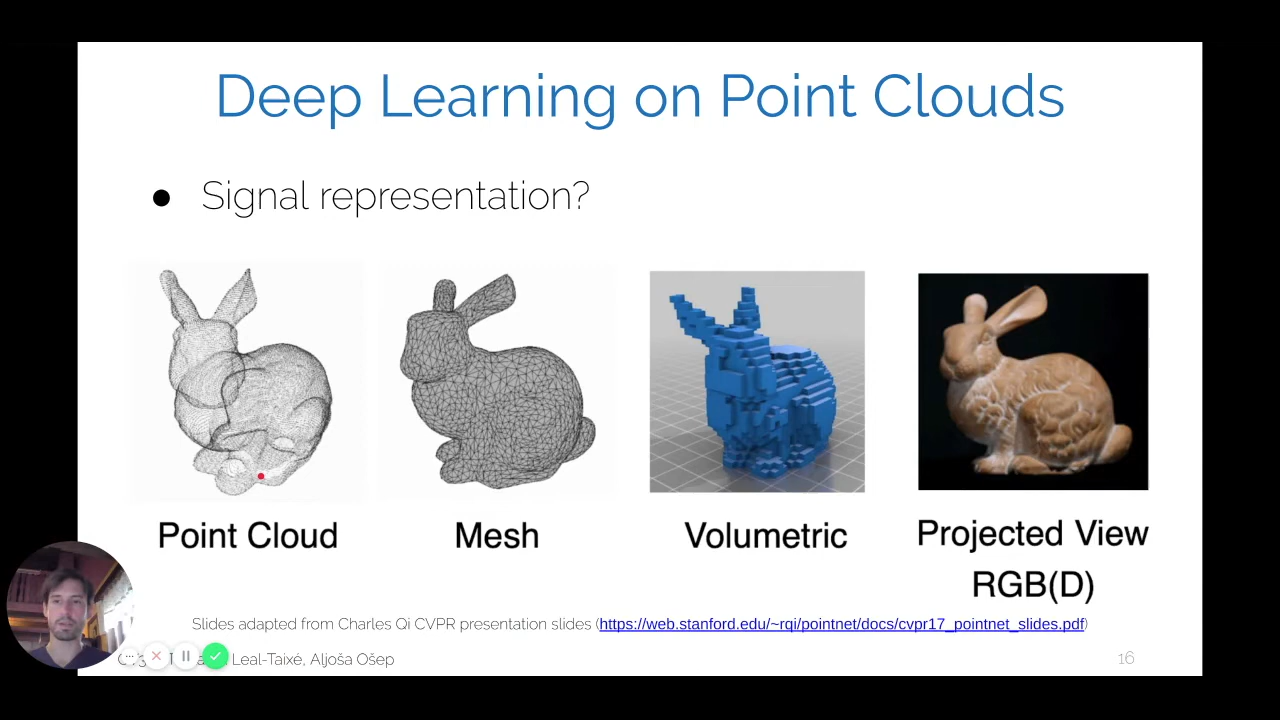 Deep Learning on Point Clouds
● Signal representation?
Point Cloud
Mesh
Volumetric
Projected View
RGB(D)
Slides adapted from Charles Qi CVPR presentation slides (https://web.stanford.edu/~rqi/pointnet/docs/cvpr17_pointnet_slides.pdf)
Leal-Taixé, Aljoša Ošep
16